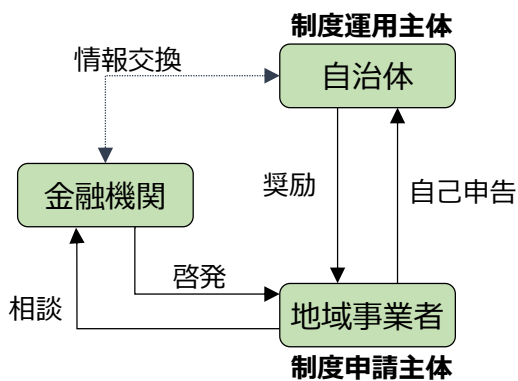 制度運用主体
情報交換
自治体
金融機関
奨励
自己申告
啓発
相談
地域事業者
制度申請主体